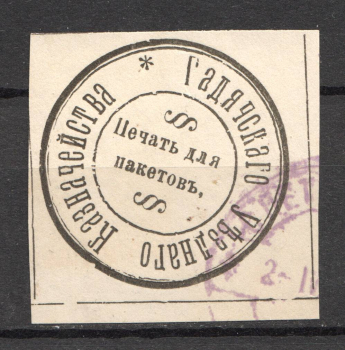 * Гадячскаго Уѣзднаго Казначейства
Печать для
пакетовъ,